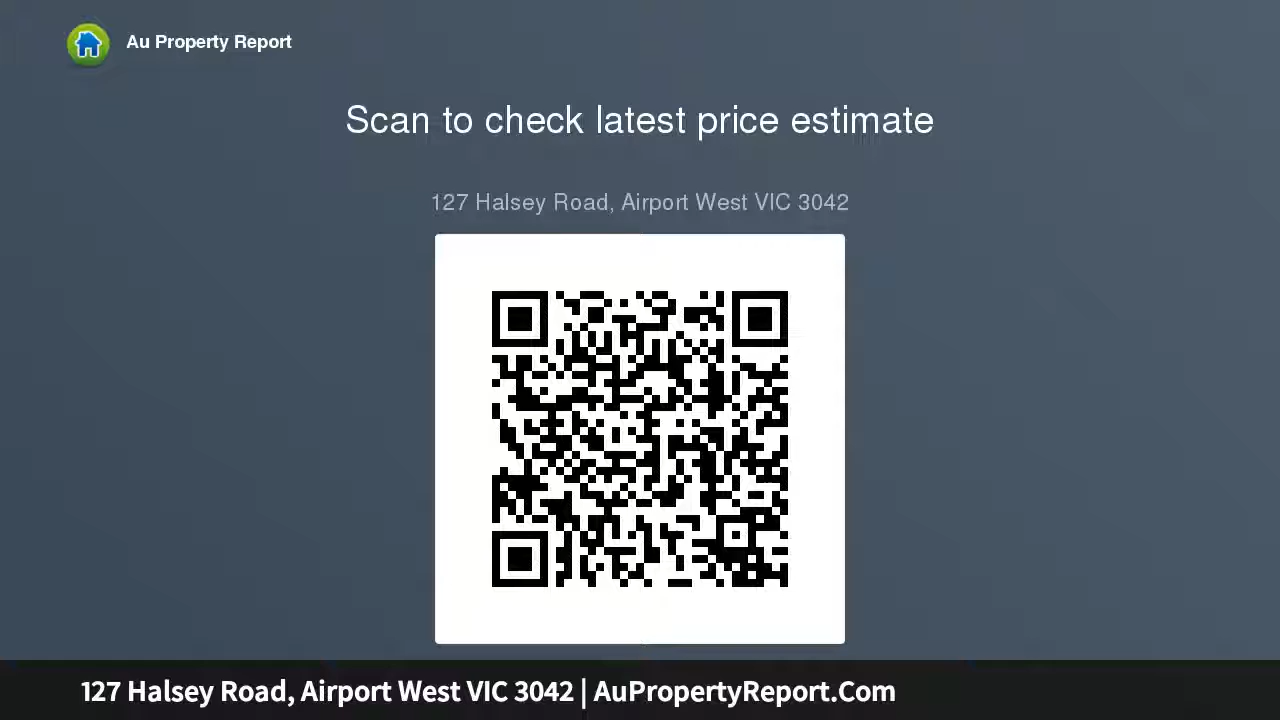 Au Property Report
Scan to check latest price estimate
127 Halsey Road, Airport West VIC 3042
127 Halsey Road, Airport West VIC 3042 | AuPropertyReport.Com